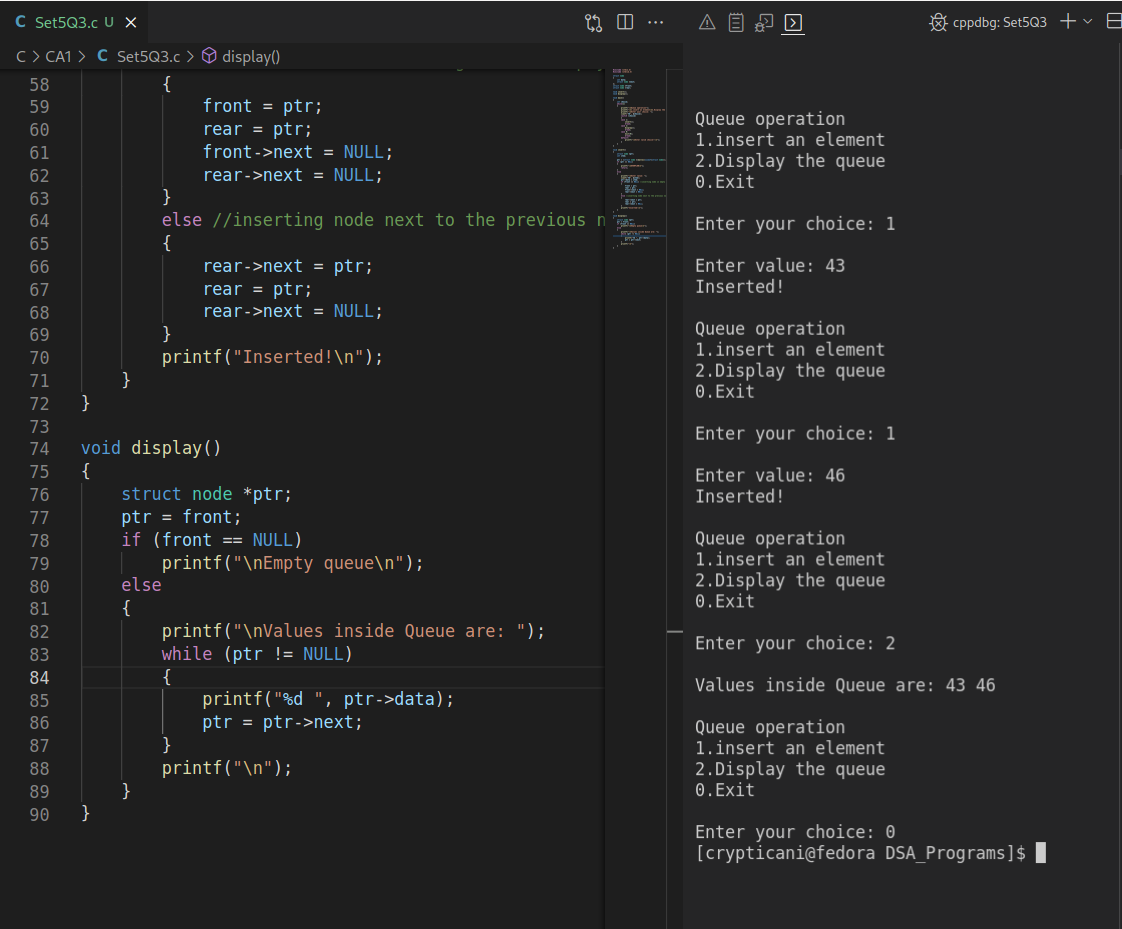 Set5Q3.c U
cppdbg: Set5Q3
C > CA1 > C Set5Q3.c > display()
58 {
59 front = ptr;
60 rear = ptr;
61 front->next = NULL;
62 rear->next = NULL;
63 }
64 else //inserting node next to the previous n
65 {
66 rear->next = ptr;
67 rear = ptr;
68 rear->next = NULL;
69 }
70 printf("Inserted!\n");
71 }
72 }
73
74 void display()
75 {
76 struct node *ptr;
77 ptr = front;
78 if (front == NULL)
79 printf("\nEmpty queue\n");
80 else
81 {
82 printf("\nValues inside Queue are: ");
83 while (ptr != NULL)
84 {
85 printf("%d ", ptr->data);
86 ptr = ptr->next;
87 }
88 printf("\n");
89 }
90 }
Queue operation
1.insert an element
2.Display the queue
0.Exit
Enter your choice: 1
Enter value: 43
Inserted!
Queue operation
1.insert an element
2.Display the queue
0.Exit
Enter your choice: 1
Enter value: 46
Inserted!
Queue operation
1.insert an element
2.Display the queue
0.Exit
Enter your choice: 2
Values inside Queue are: 43 46
Queue operation
1.insert an element
2.Display the queue
0.Exit
Enter your choice: 0
[crypticani@fedora DSA_Programs]$